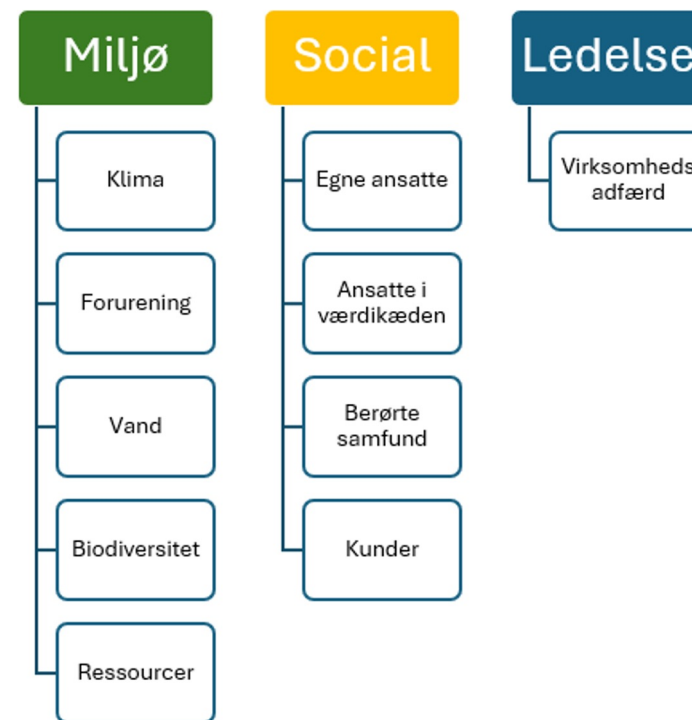 Miljø
Klima
Forurening
Vand
Biodiversitet
Ressourcer
Social
Egne ansatte
Ansatte i
værdikæden
Berørte
samfund
Kunder
Ledelse
Virksomheds
adfærd